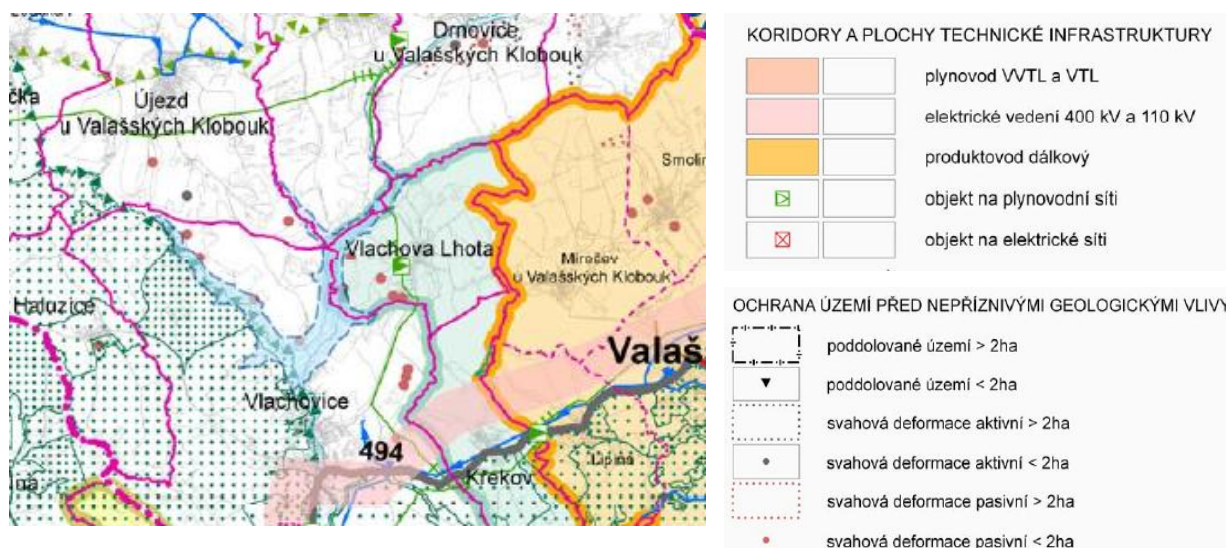 Drnovice
u Valašských Klobouk
Újezd
u Valašských Klobouk
Vlachova Lhota
Mirošov
u Valašských Klobouk
Haluzice
Valaš
Vlachovice
494
Křekov
Lipina
KORIDORY A PLOCHY TECHNICKÉ INFRASTRUKTURY
plynovod VVTL a VTL
elektrické vedení 400 kV a 110 kV
produktovod dálkový
objekt na plynovodní síti
objekt na elektrické síti
OCHRANA ÚZEMÍ PŘED NEPŘÍZNIVÝMI GEOLOGICKÝMI VLIVY
poddolované území > 2ha
poddolované území < 2ha
svahová deformace aktivní > 2ha
svahová deformace aktivní < 2ha
svahová deformace pasivní > 2ha
svahová deformace pasivní < 2ha